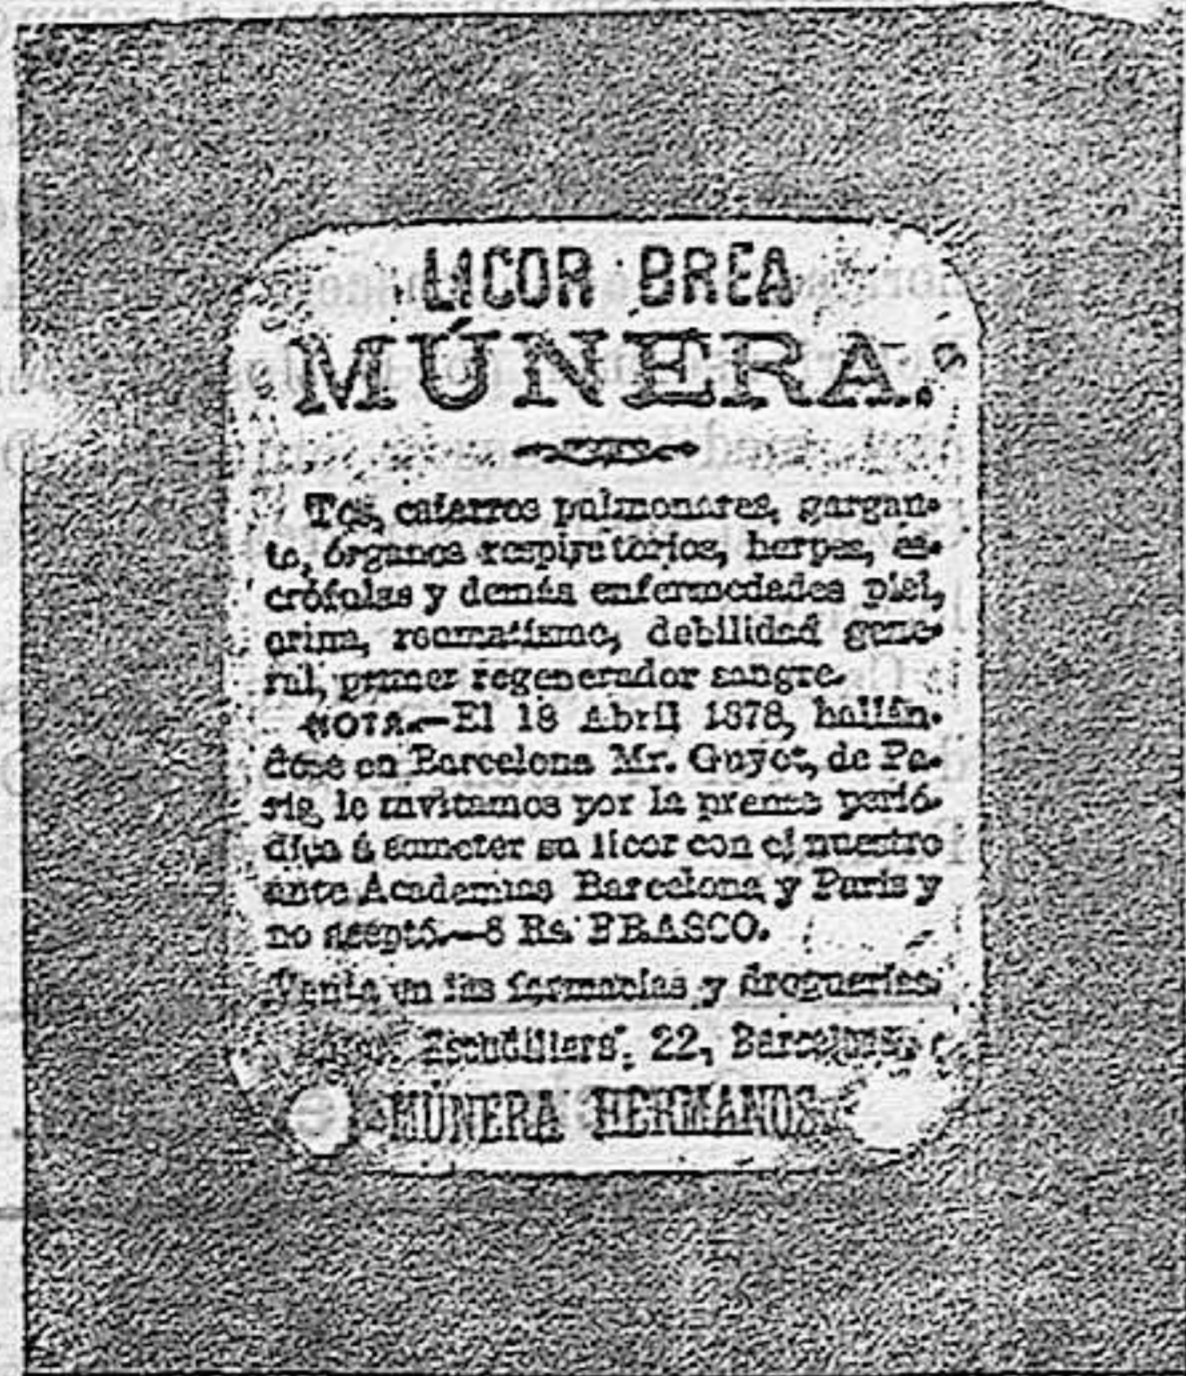 LICOR BREA
MÚNERA.
Tos, catarros pulmonares, gargan-
ta, órganos respiratorios, herpes, es-
crófulas y demás enfermedades piel,
orina, reumatismo, debilidad gene-
ral, primer regenerador sangre.
NOTA.—El 18 Abril 1878, hallán-
dose en Barcelona Mr. Guyot, de Pa-
ris, le invitamos por la prensa perió-
dica á someter su licor con el nuestro
ante Academias Barcelona y Paris y
no aceptó.—8 Rs. FRASCO.
Venta en las farmacias y droguerías.
Escudillers, 22, Barcelona,
MÚNERA HERMANOS.